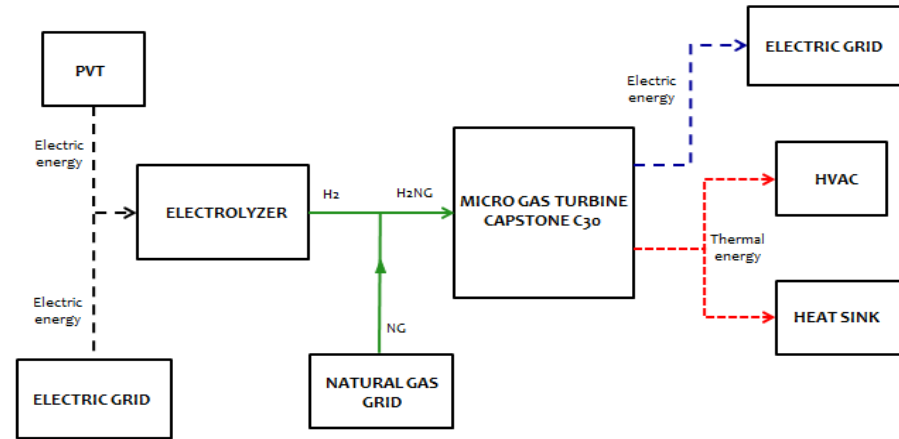 PVT
Electric
energy
Electric
energy
ELECTRIC GRID
ELECTROLYZER
H2
H2NG
NG
NATURAL GAS
GRID
MICRO GAS TURBINE
CAPSTONE C30
Electric
energy
ELECTRIC GRID
HVAC
Thermal
energy
HEAT SINK